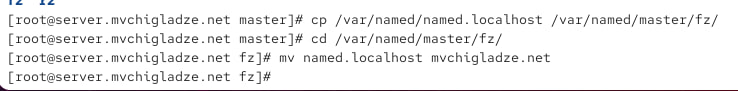 [root@server.mvchigladze.net master]# cp /var/named/named.localhost /var/named/master/fz/
[root@server.mvchigladze.net master]# cd /var/named/master/fz/
[root@server.mvchigladze.net fz]# mv named.localhost mvchigladze.net
[root@server.mvchigladze.net fz]#